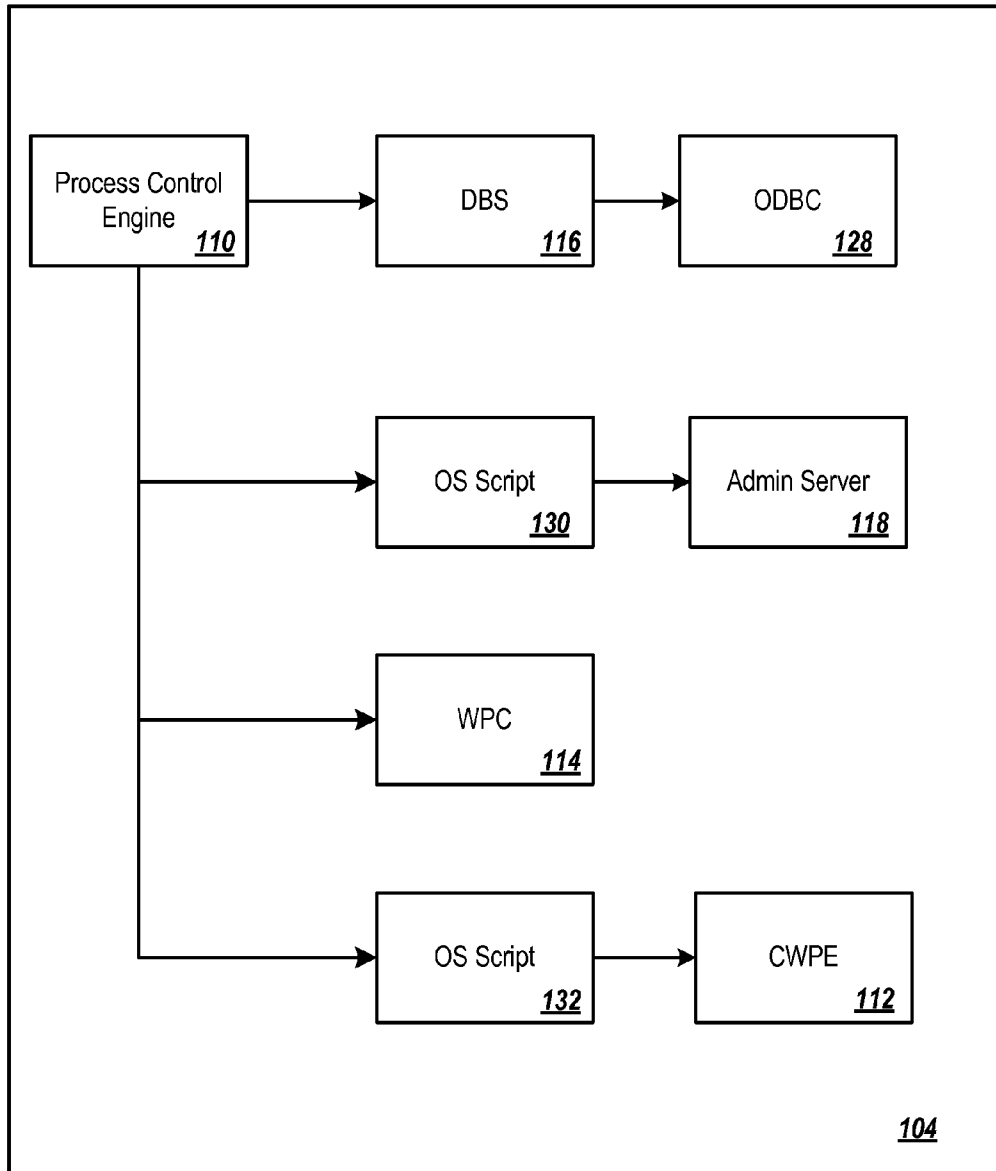 Process Control
Engine
110
DBS
116
ODBC
128
OS Script
130
Admin Server
118
WPC
114
OS Script
132
CWPE
112
104